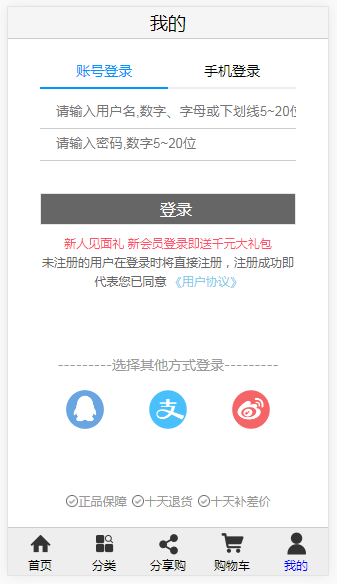 我的
账号登录 手机登录
请输入用户名,数字、字母或下划线5~20位
请输入密码,数字5~20位
登录
新人见面礼 新会员登录即送千元大礼包
未注册的用户在登录时将直接注册，注册成功即
代表您已同意 《用户协议》
---------选择其他方式登录---------
支
正品保障 十天退货 十天补差价
首页 分类 分享购 购物车 我的